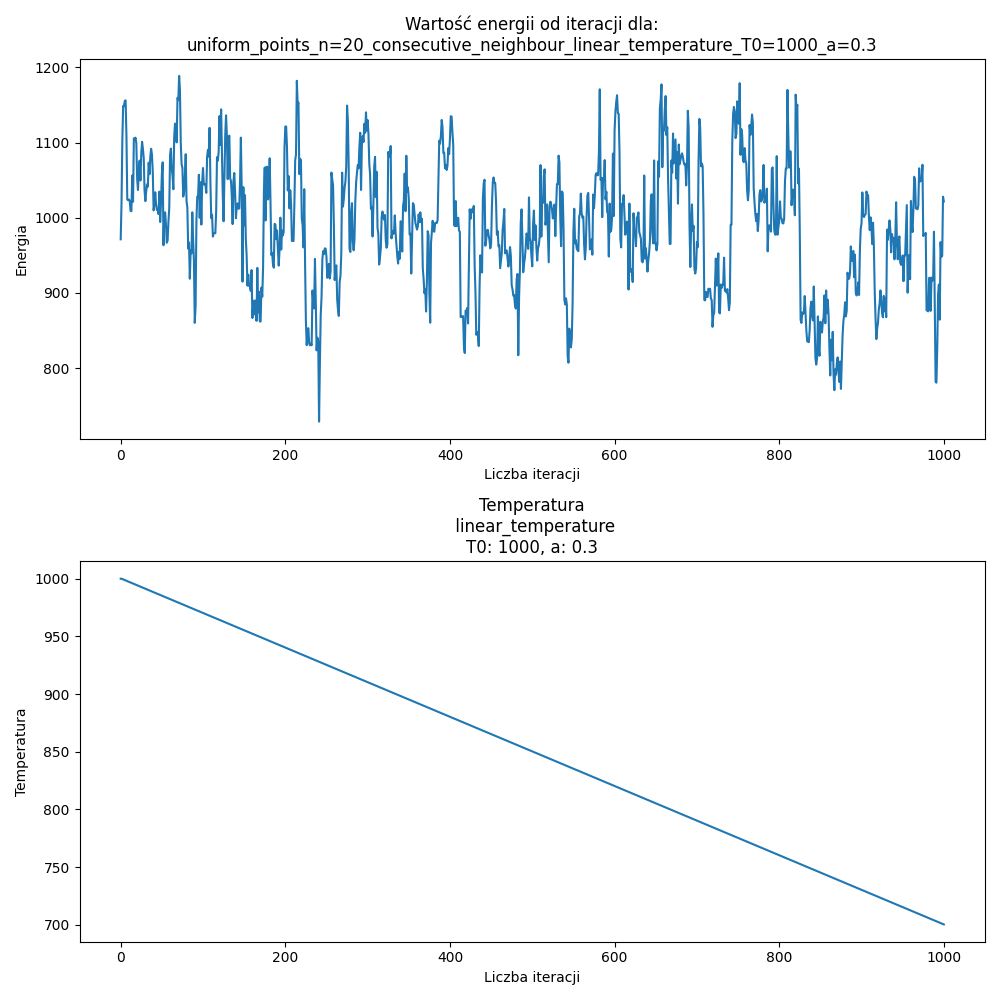 Wartość energii od iteracji dla:
uniform_points_n=20_consecutive_neighbour_linear_temperature_T0=1000_a=0.3
1200
1100
1000
900
800
Energia
0 200 400 600 800 1000
Liczba iteracji
Temperatura
linear_temperature
T0: 1000, a: 0.3
1000
950
900
850
800
750
700
Temperatura
0 200 400 600 800 1000
Liczba iteracji